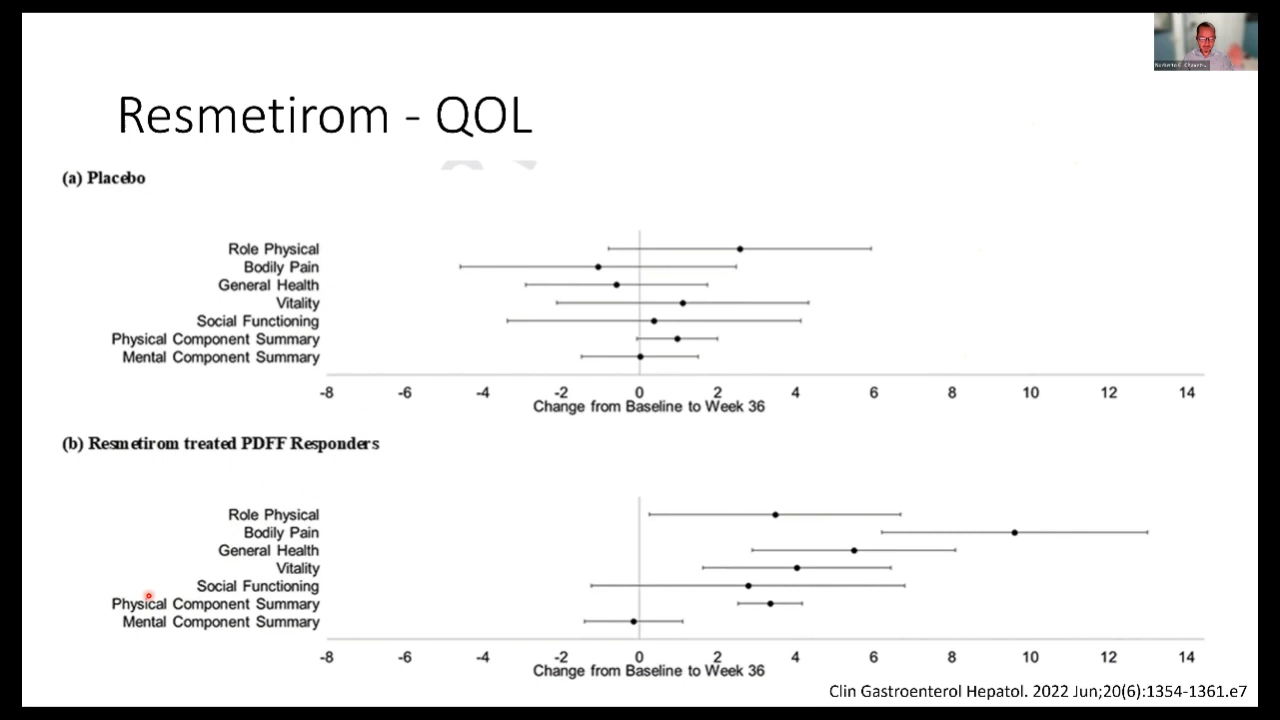 Resmetirom - QOL
(a) Placebo
Role Physical
Bodily Pain
General Health
Vitality
Social Functioning
Physical Component Summary
Mental Component Summary
-8 -6 -4 -2 0 2 4 6 8 10 12 14
Change from Baseline to Week 36
(b) Resmetirom treated PDFF Responders
Role Physical
Bodily Pain
General Health
Vitality
Social Functioning
Physical Component Summary
Mental Component Summary
-8 -6 -4 -2 0 2 4 6 8 10 12 14
Change from Baseline to Week 36
Clin Gastroenterol Hepatol. 2022 Jun;20(6):1354-1361.e7